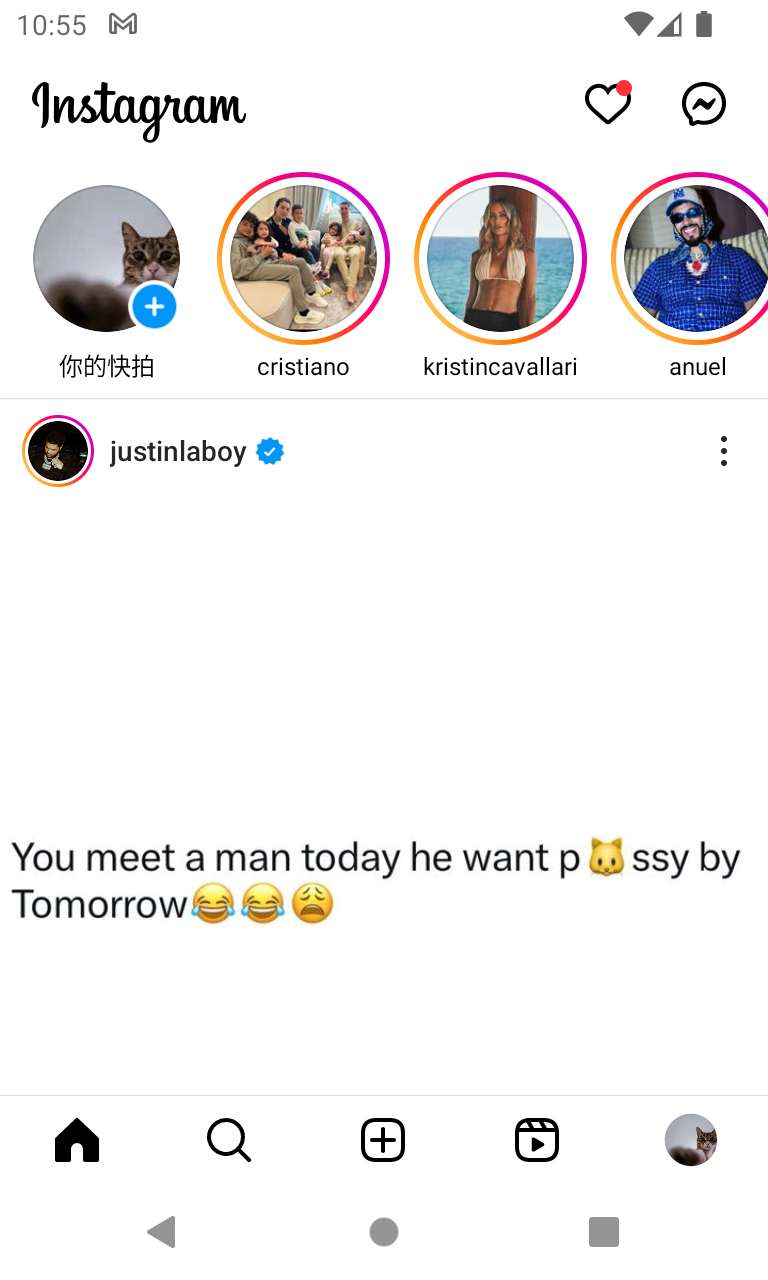 10:55
Instagram
你的快拍
cristiano
kristincavallari
anuel
justinlaboy
You meet a man today he want p🐱ssy by
Tomorrow😂😂😩